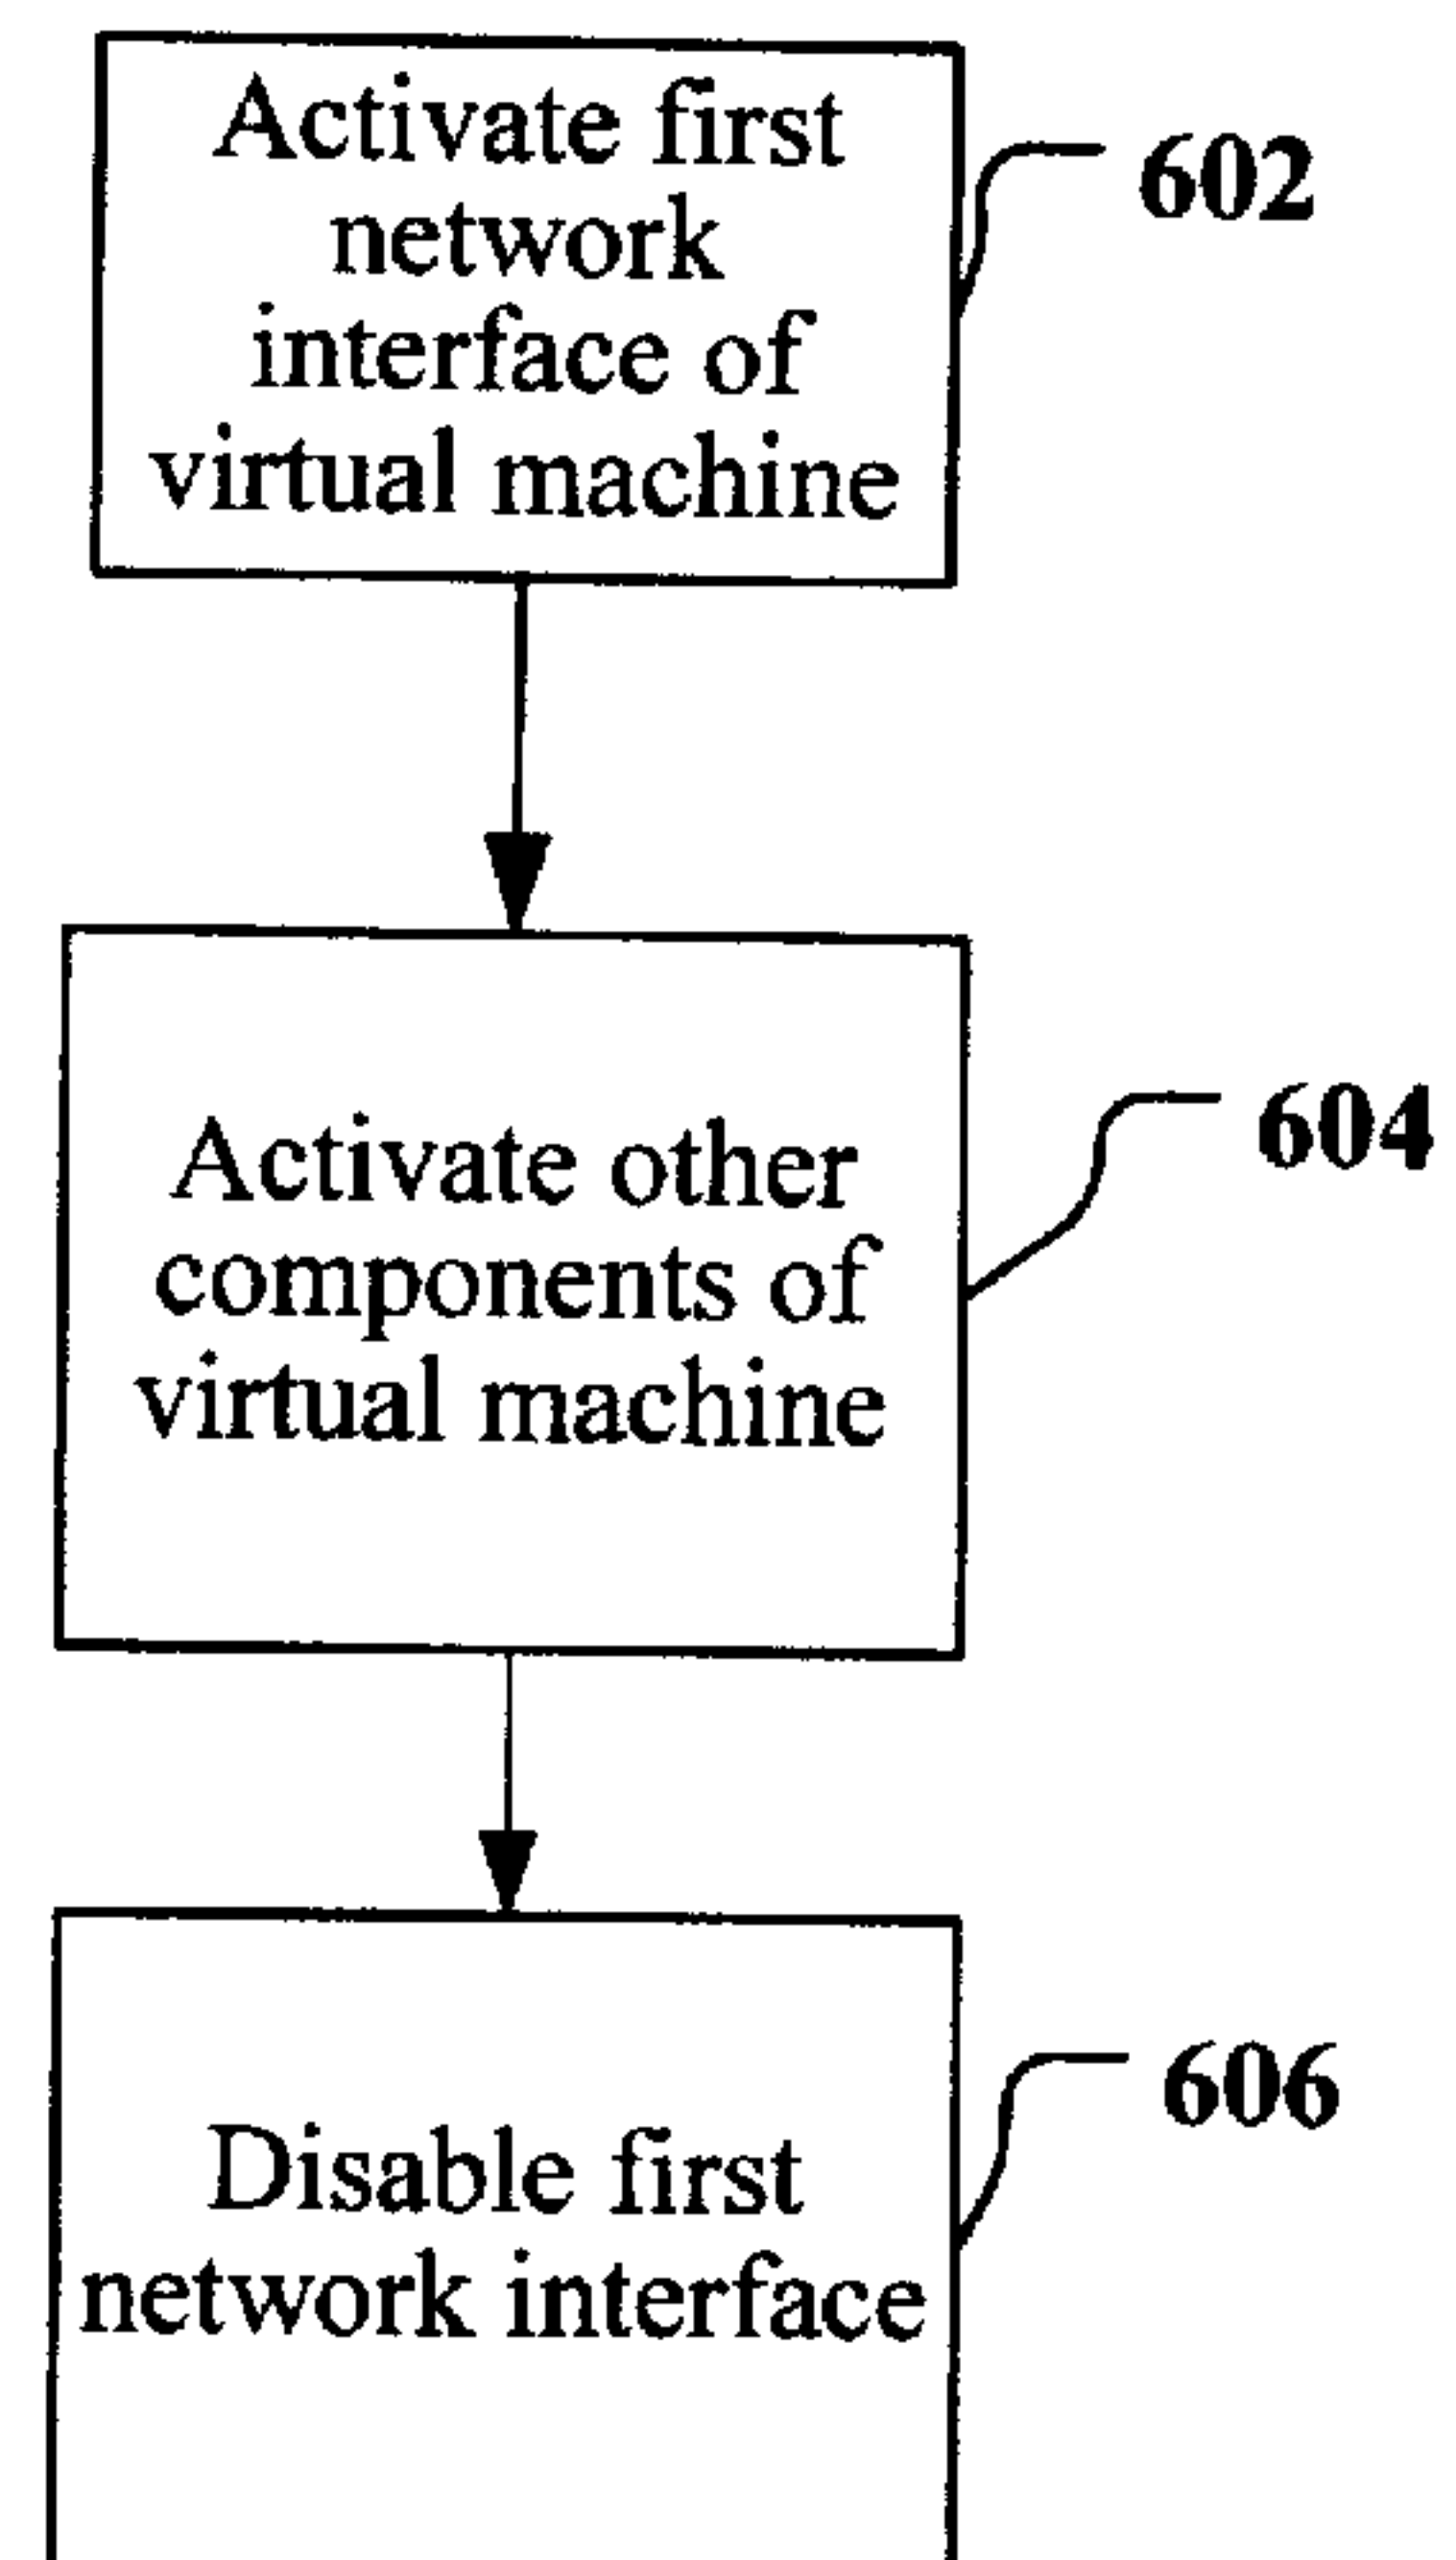 Activate first
network
interface of
virtual machine
602
Activate other
components of
virtual machine
604
Disable first
network interface
606